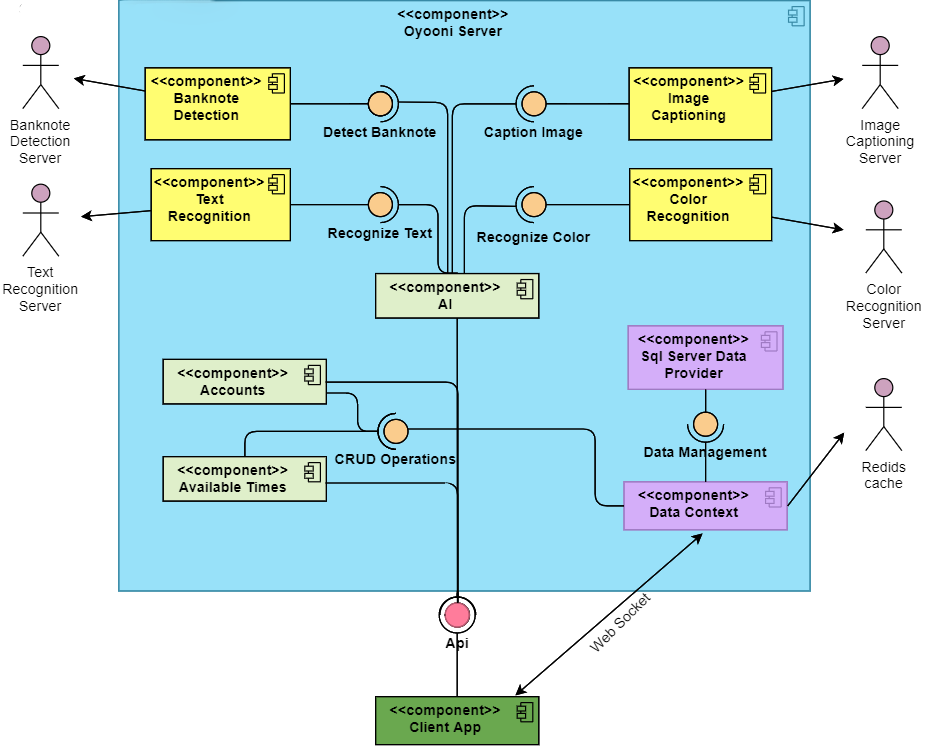 <<component>>
Oyooni Server
<<component>>
Banknote
Detection
Detect Banknote
Caption Image
<<component>>
Image
Captioning
Banknote
Detection
Server
Image
Captioning
Server
<<component>>
Text
Recognition
Recognize Text
Recognize Color
<<component>>
Color
Recognition
Text
Recognition
Server
Color
Recognition
Server
<<component>>
AI
<<component>>
Sql Server Data
Provider
<<component>>
Accounts
CRUD Operations
Data Management
Redids
cache
<<component>>
Available Times
<<component>>
Data Context
Web Socket
Api
<<component>>
Client App